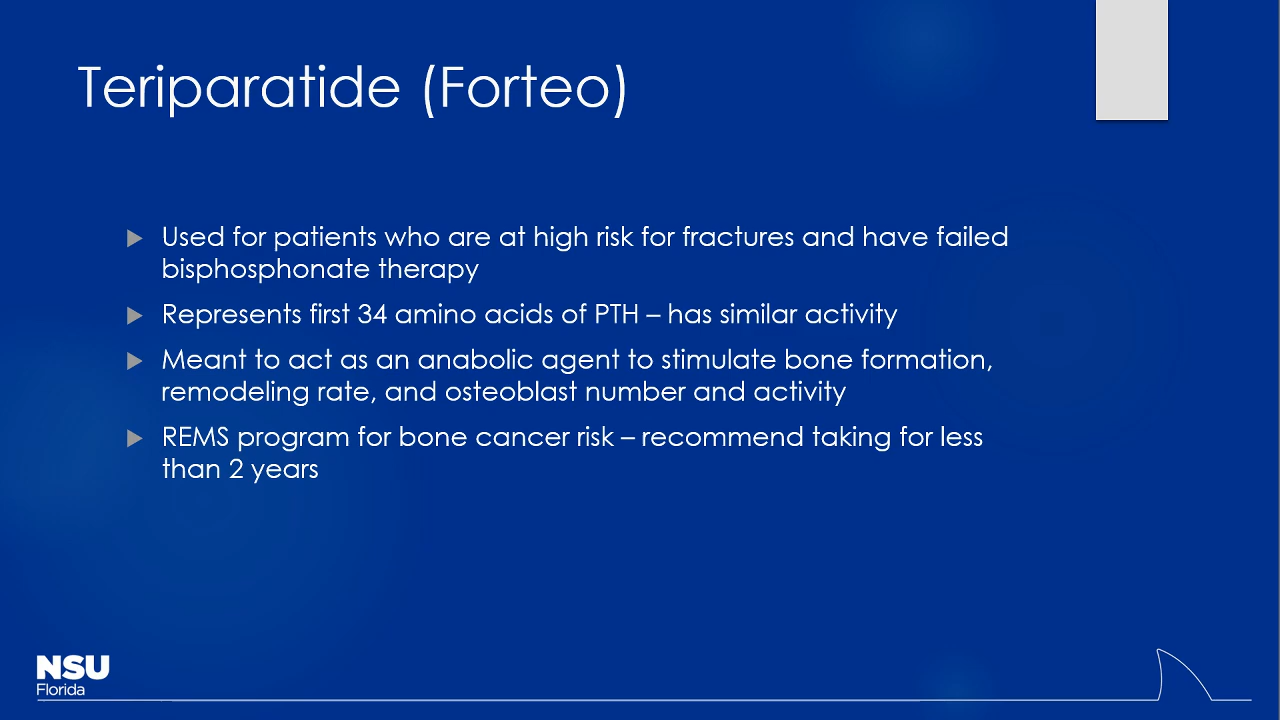 Teriparatide (Forteo)
Used for patients who are at high risk for fractures and have failed
bisphosphonate therapy
Represents first 34 amino acids of PTH – has similar activity
Meant to act as an anabolic agent to stimulate bone formation,
remodeling rate, and osteoblast number and activity
REMS program for bone cancer risk – recommend taking for less
than 2 years
NSU
Florida